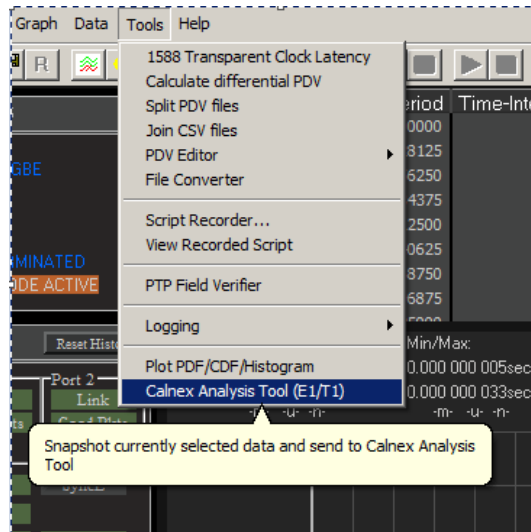 Graph Data Tools Help
R
1588 Transparent Clock Latency
Calculate differential PDV
Split PDV files
Join CSV files
PDV Editor
File Converter
Script Recorder...
View Recorded Script
PTP Field Verifier
Logging
Plot PDF/CDF/Histogram
Calnex Analysis Tool (E1/T1)
Snapshot currently selected data and send to Calnex Analysis
Tool
GBE
MINATED
ODE ACTIVE
Reset Histo
Port 2
Link
eriod Time-Inte
0000
8125
6250
4375
2500
0625
8750
6875
Min/Max:
0.000 000 005sec
0.000 000 033sec
-m- -u- -n-